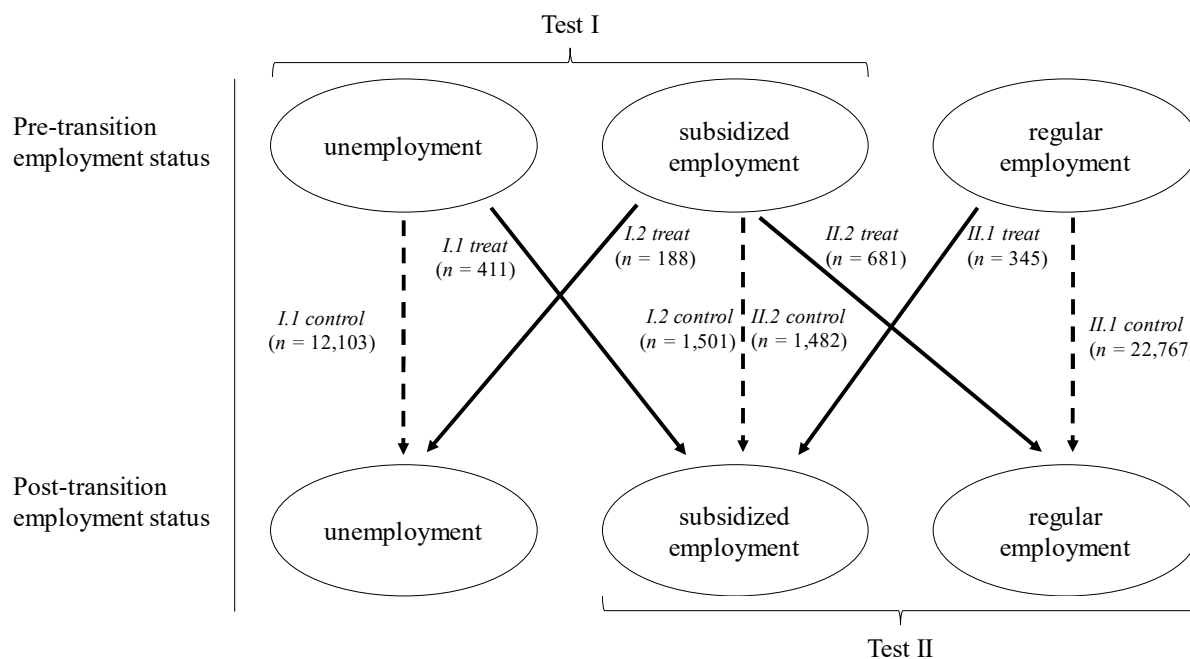 Test I
Pre-transition
employment status
unemployment
subsidized
employment
regular
employment
I.1 treat
(n = 411)
I.2 treat
(n = 188)
II.2 treat
(n = 681)
II.1 treat
(n = 345)
I.1 control
(n = 12,103)
I.2 control
(n = 1,501)
II.2 control
(n = 1,482)
II.1 control
(n = 22,767
Post-transition
employment status
unemployment
subsidized
employment
regular
employment
Test II